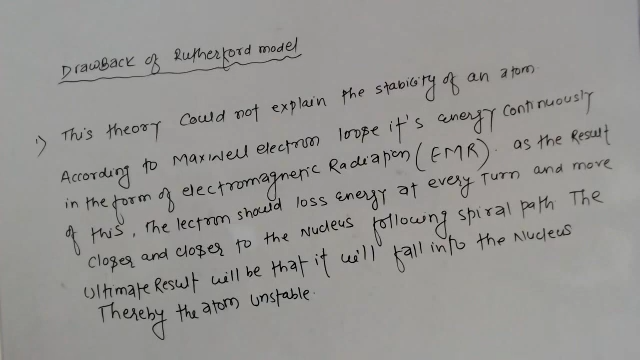 DrawBack of Rutherford model
1) This theory Could not explain the stability of an atom.
According to Maxwell electron loose it's energy continuously
in the form of electromagnetic Radiation (EMR). as the Result
of this, The lectron should loss energy at every Turn and more
closer and closer to the Nucleus following spiral path The
Ultimate Result will be that it will fall into the Nucleus
Thereby the atom unstable.